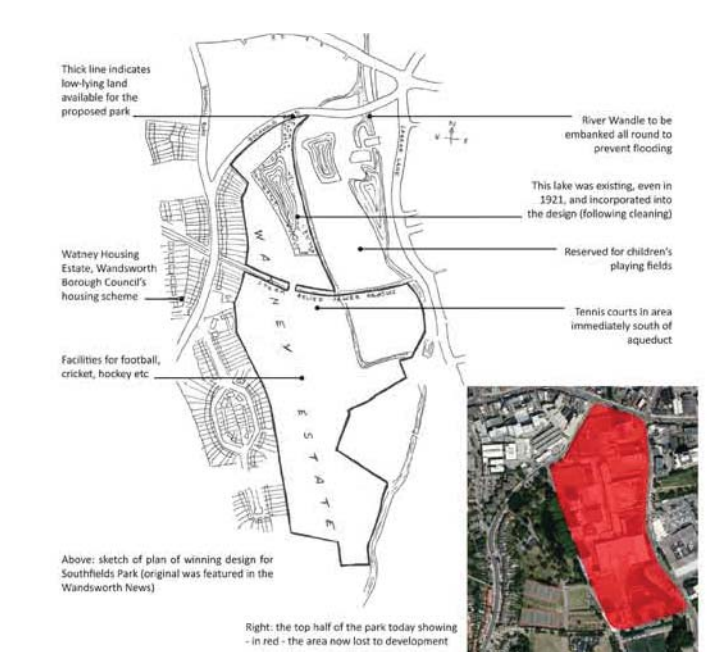 Thick line indicates
low-lying land
available for the
proposed park
River Wandle to be
embanked all round to
prevent flooding
N
E
This lake was existing, even in
1921, and incorporated into
the design (following cleaning)
Watney Housing
Estate, Wandsworth
Borough Council's
housing scheme
Reserved for children's
playing fields
Tennis courts in area
immediately south of
aqueduct
Facilities for football,
cricket, hockey etc
WATNEY
ESTATE
Above: sketch of plan of winning design for
Southfields Park (original was featured in the
Wandsworth News)
Right: the top half of the park today showing
- in red - the area now lost to development